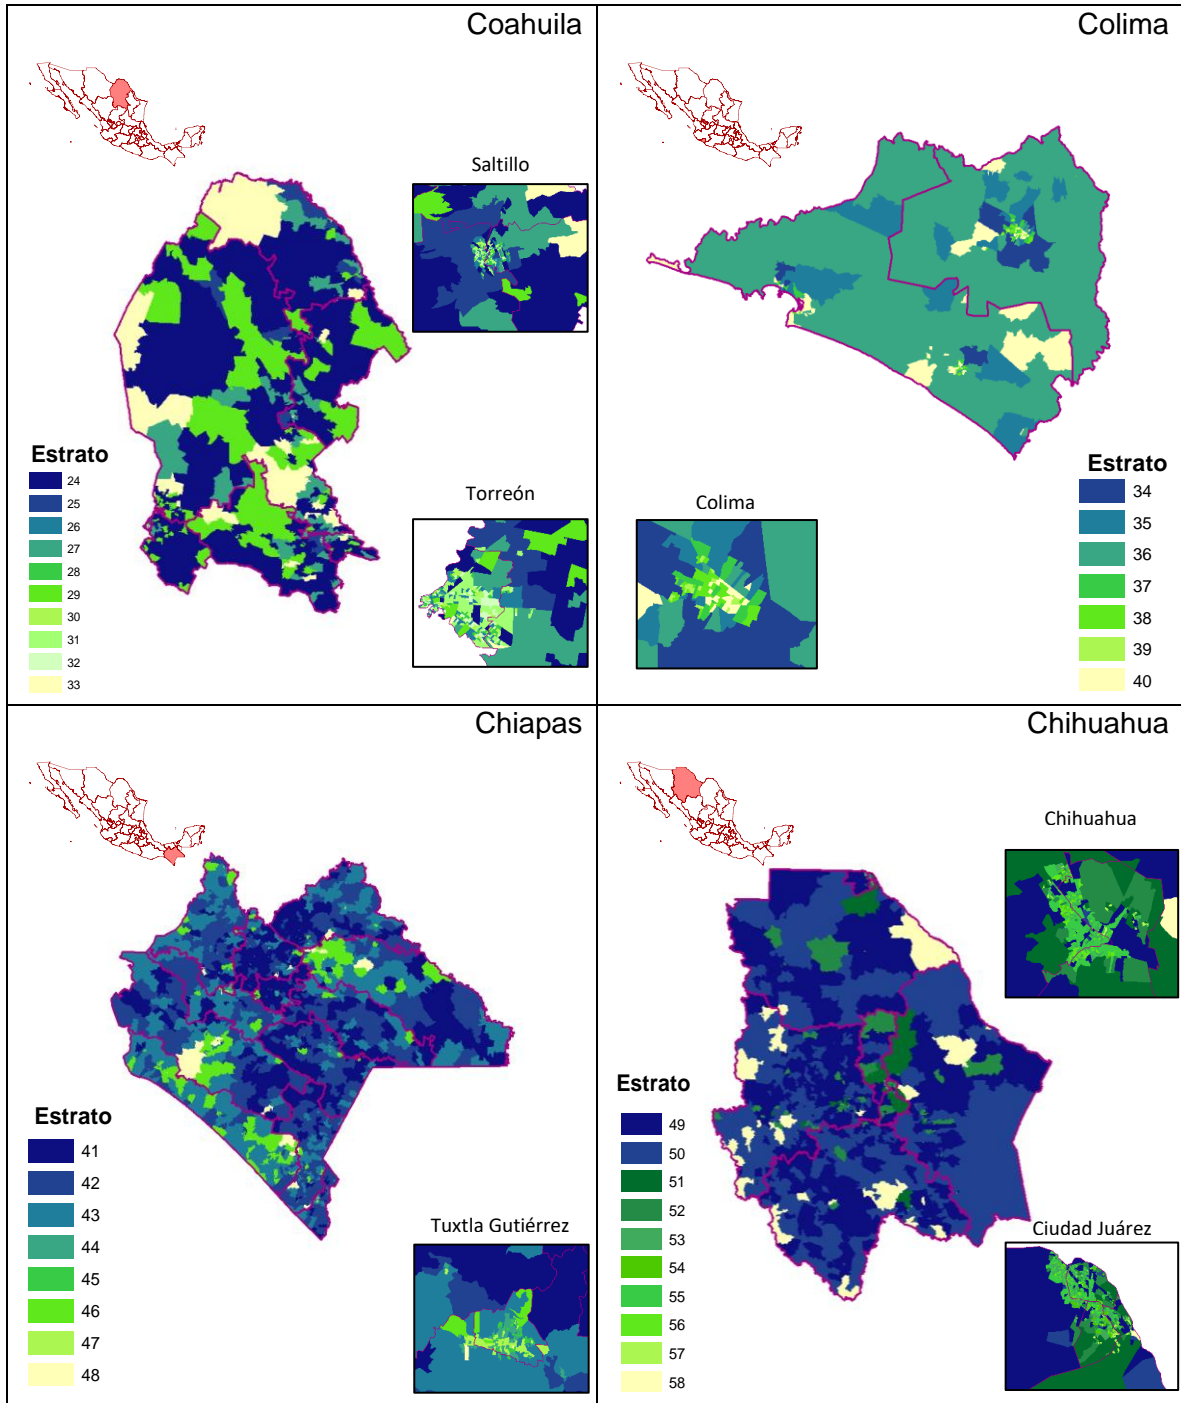 Coahuila
Saltillo
Estrato
24
25
26
27
28
29
30
31
32
33
Torreón
Colima
Colima
Estrato
34
35
36
37
38
39
40
Chiapas
Estrato
41
42
43
44
45
46
47
48
Tuxtla Gutiérrez
Chihuahua
Chihuahua
Estrato
49
50
51
52
53
54
55
56
57
58
Ciudad Juárez